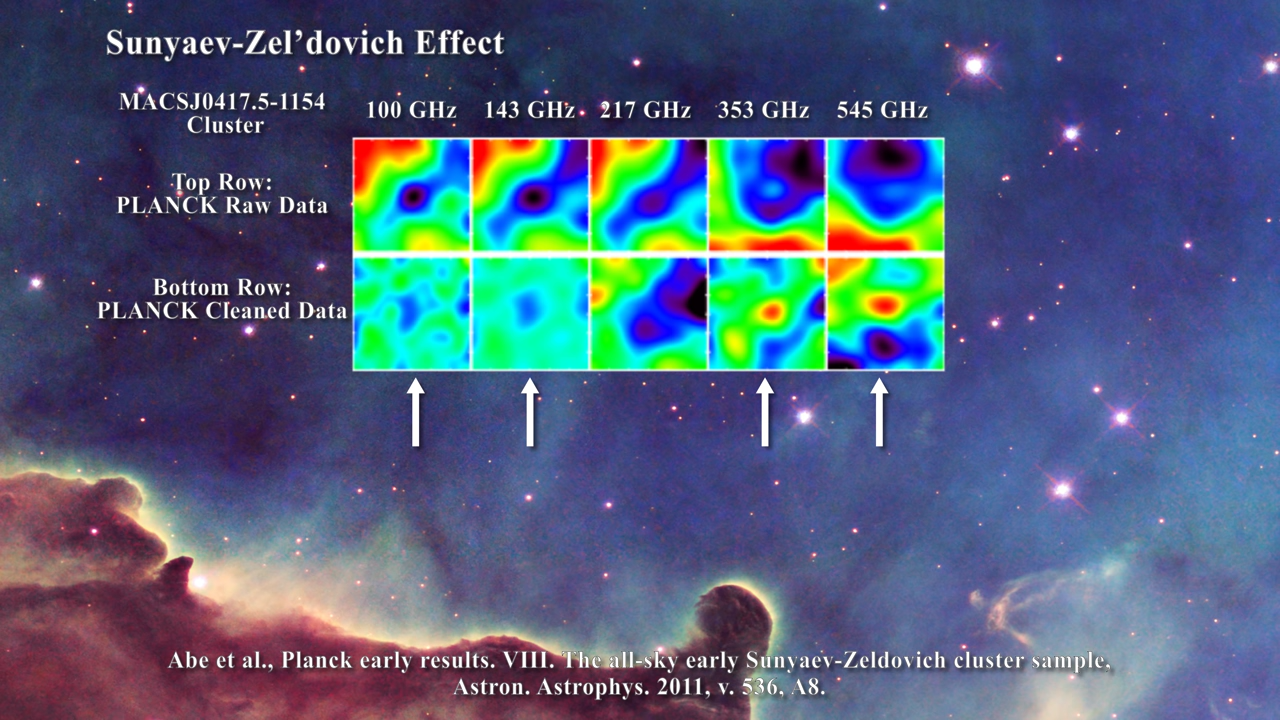 Sunyaev-Zel’dovich Effect
MACSJ0417.5-1154
Cluster
100 GHz 143 GHz 217 GHz 353 GHz 545 GHz
Top Row:
PLANCK Raw Data
Bottom Row:
PLANCK Cleaned Data
Abe et al., Planck early results. VIII. The all-sky early Sunyaev-Zeldovich cluster sample,
Astron. Astrophys. 2011, v. 536, A8.